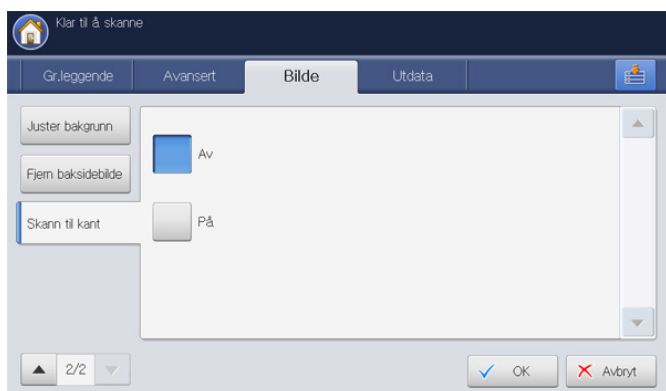 Klar til å skanne
Gr.leggende
Avansert
Bilde
Utdata
Juster bakgrunn
Fjern baksidebilde
Skann til kant
Av
På
2/2
OK
Avbryt